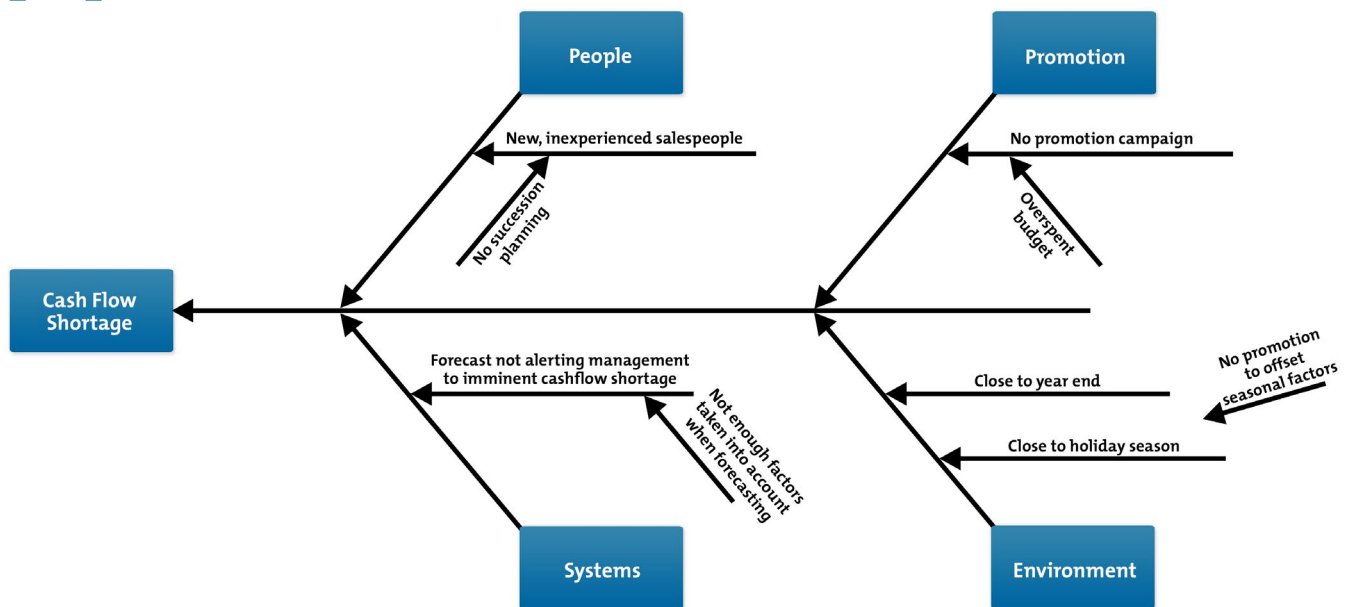 People
Promotion
New, inexperienced salespeople
No promotion campaign
No succession
planning
Overspent
budget
Cash Flow
Shortage
Forecast not alerting management
to imminent cashflow shortage
Close to year end
No promotion
to offset
seasonal factors
Not enough factors
taken into account
when forecasting
Close to holiday season
Systems
Environment